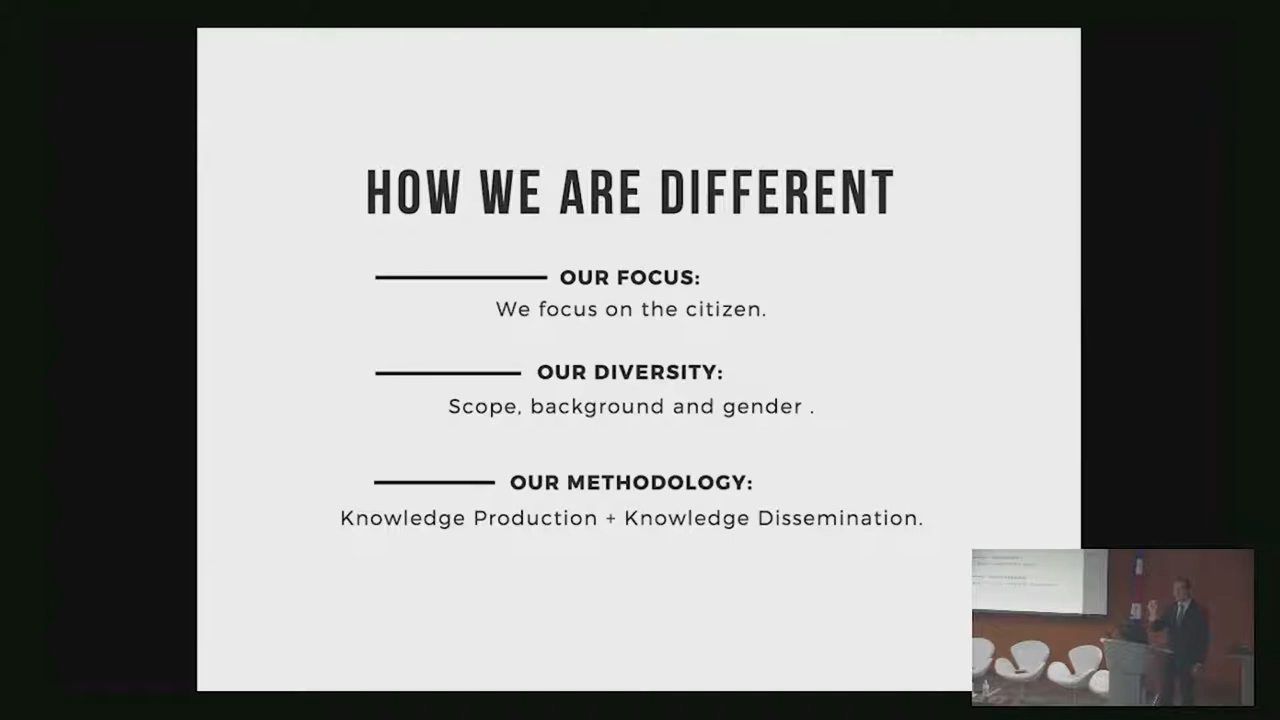 HOW WE ARE DIFFERENT
OUR FOCUS:
We focus on the citizen.
OUR DIVERSITY:
Scope, background and gender .
OUR METHODOLOGY:
Knowledge Production + Knowledge Dissemination.